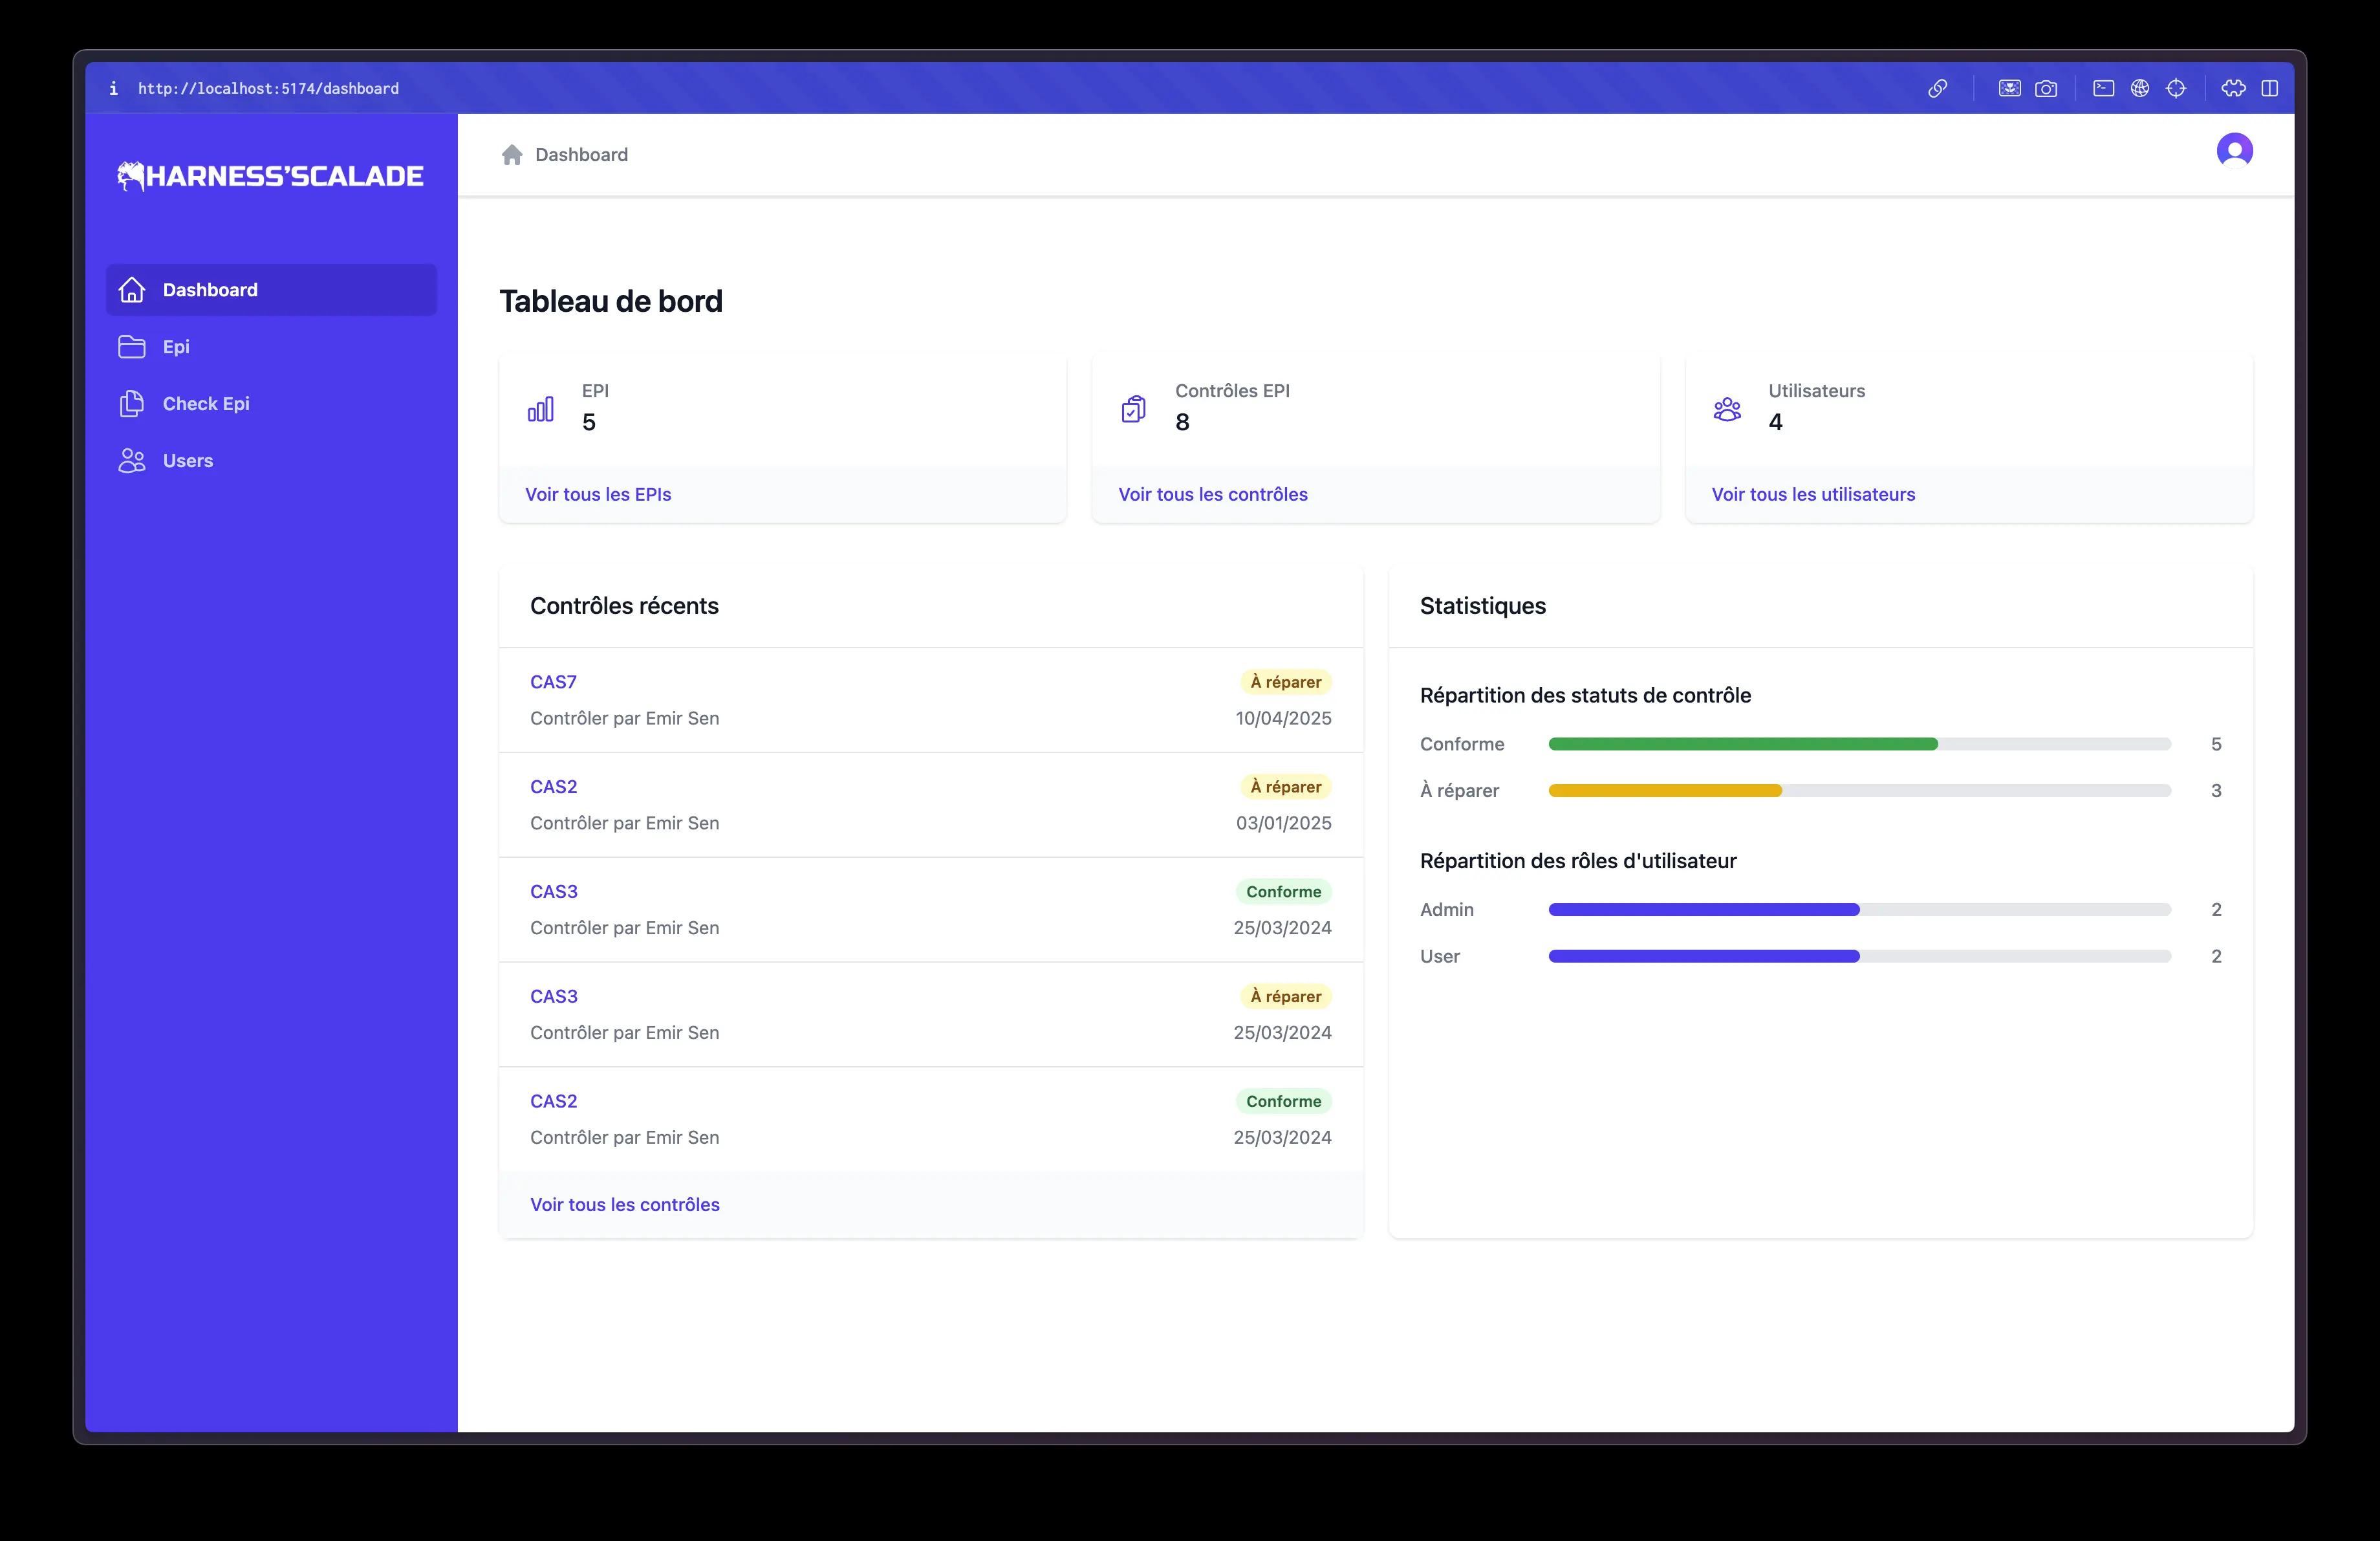 i http://localhost:5174/dashboard
HARNESS'SCALADE
Dashboard
Epi
Check Epi
Users
Dashboard
Tableau de bord
EPI
5
Voir tous les EPIs
Contrôles EPI
8
Voir tous les contrôles
Utilisateurs
4
Voir tous les utilisateurs
Contrôles récents
CAS7 À réparer
Contrôler par Emir Sen 10/04/2025
CAS2 À réparer
Contrôler par Emir Sen 03/01/2025
CAS3 Conforme
Contrôler par Emir Sen 25/03/2024
CAS3 À réparer
Contrôler par Emir Sen 25/03/2024
CAS2 Conforme
Contrôler par Emir Sen 25/03/2024
Voir tous les contrôles
Statistiques
Répartition des statuts de contrôle
Conforme 5
À réparer 3
Répartition des rôles d'utilisateur
Admin 2
User 2